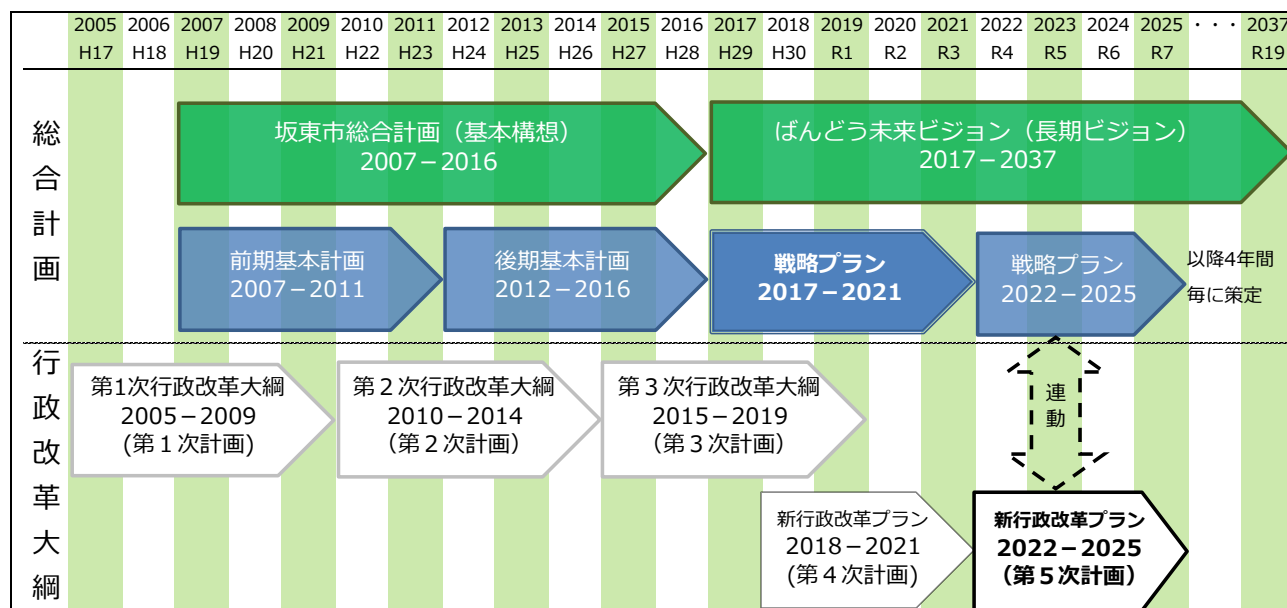 2005 2006 2007 2008 2009 2010 2011 2012 2013 2014 2015 2016 2017 2018 2019 2020 2021 2022 2023 2024 2025 ・・・ 2037
H17 H18 H19 H20 H21 H22 H23 H24 H25 H26 H27 H28 H29 H30 R1 R2 R3 R4 R5 R6 R7 R19
総合計画
坂東市総合計画（基本構想）
2007－2016
ばんどう未来ビジョン（長期ビジョン）
2017－2037
前期基本計画
2007－2011
後期基本計画
2012－2016
戦略プラン
2017－2021
戦略プラン
2022－2025
以降4年間
毎に策定
行政改革大綱
第1次行政改革大綱
2005－2009
(第１次計画)
第２次行政改革大綱
2010－2014
(第２次計画）
第３次行政改革大綱
2015－2019
(第３次計画）
連動
新行政改革プラン
2018－2021
(第４次計画)
新行政改革プラン
2022－2025
（第５次計画）